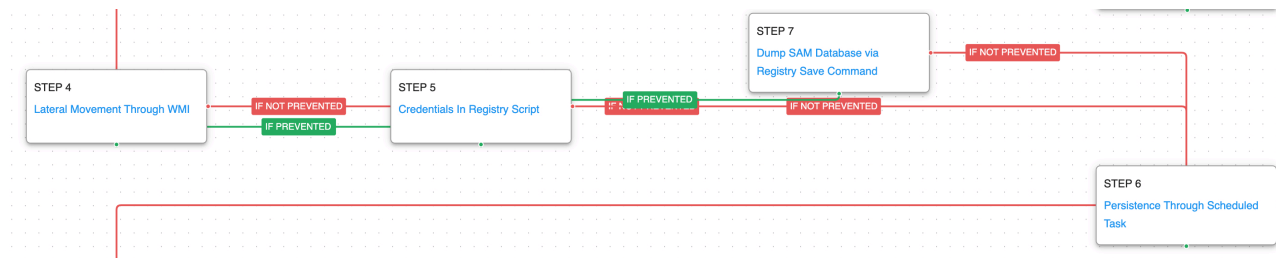 STEP 7
Dump SAM Database via
Registry Save Command
IF NOT PREVENTED
STEP 4
Lateral Movement Through WMI
IF NOT PREVENTED
IF PREVENTED
STEP 5
Credentials In Registry Script
IF PREVENTED
IF NOT PREVENTED
STEP 6
Persistence Through Scheduled
Task